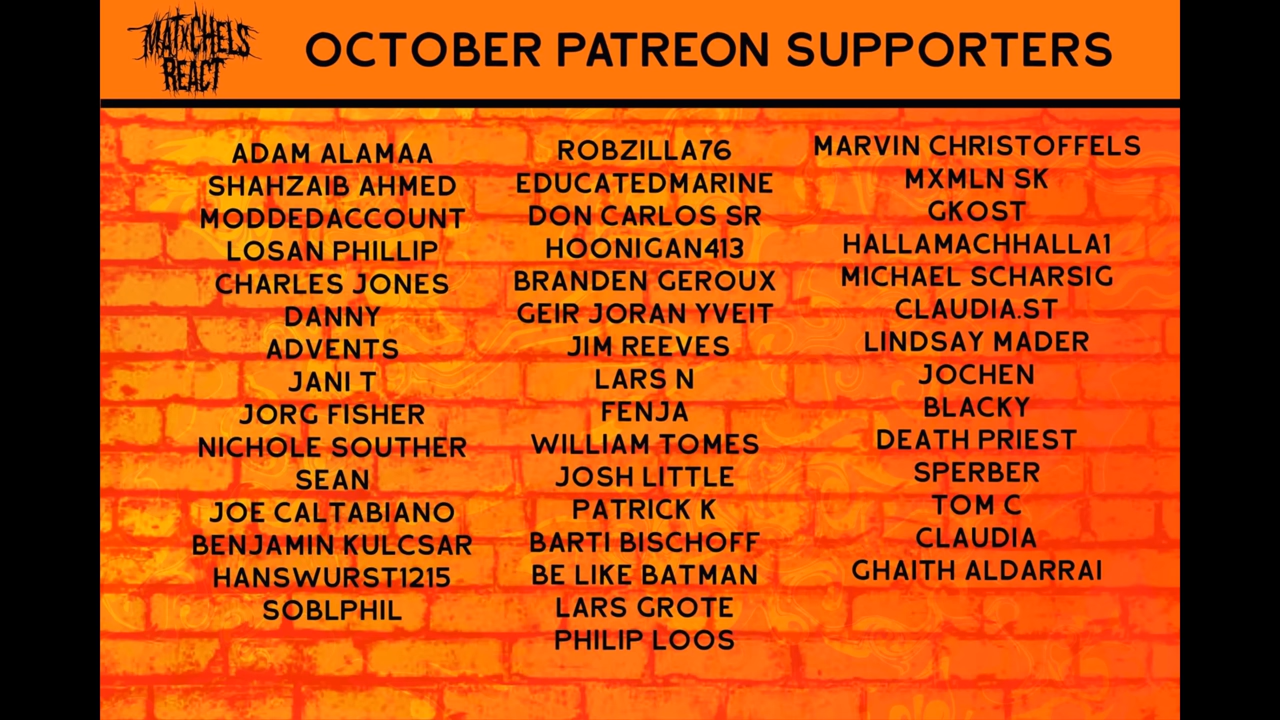 MATXCHELS
REACT
OCTOBER PATREON SUPPORTERS
ADAM ALAMAA
SHAHZAIB AHMED
MODDEDACCOUNT
LOSAN PHILLIP
CHARLES JONES
DANNY
ADVENTS
JANI T
JORG FISHER
NICHOLE SOUTHER
SEAN
JOE CALTABIANO
BENJAMIN KULCSAR
HANSWURST1215
SOBLPHIL
ROBZILLA76
EDUCATEDMARINE
DON CARLOS SR
HOONIGAN413
BRANDEN GEROUX
GEIR JORAN YVEIT
JIM REEVES
LARS N
FENJA
WILLIAM TOMES
JOSH LITTLE
PATRICK K
BARTI BISCHOFF
BE LIKE BATMAN
LARS GROTE
PHILIP LOOS
MARVIN CHRISTOFFELS
MXMLN SK
GKOST
HALLAMACHHALLA1
MICHAEL SCHARSIG
CLAUDIA.ST
LINDSAY MADER
JOCHEN
BLACKY
DEATH PRIEST
SPERBER
TOM C
CLAUDIA
GHAITH ALDARRAI